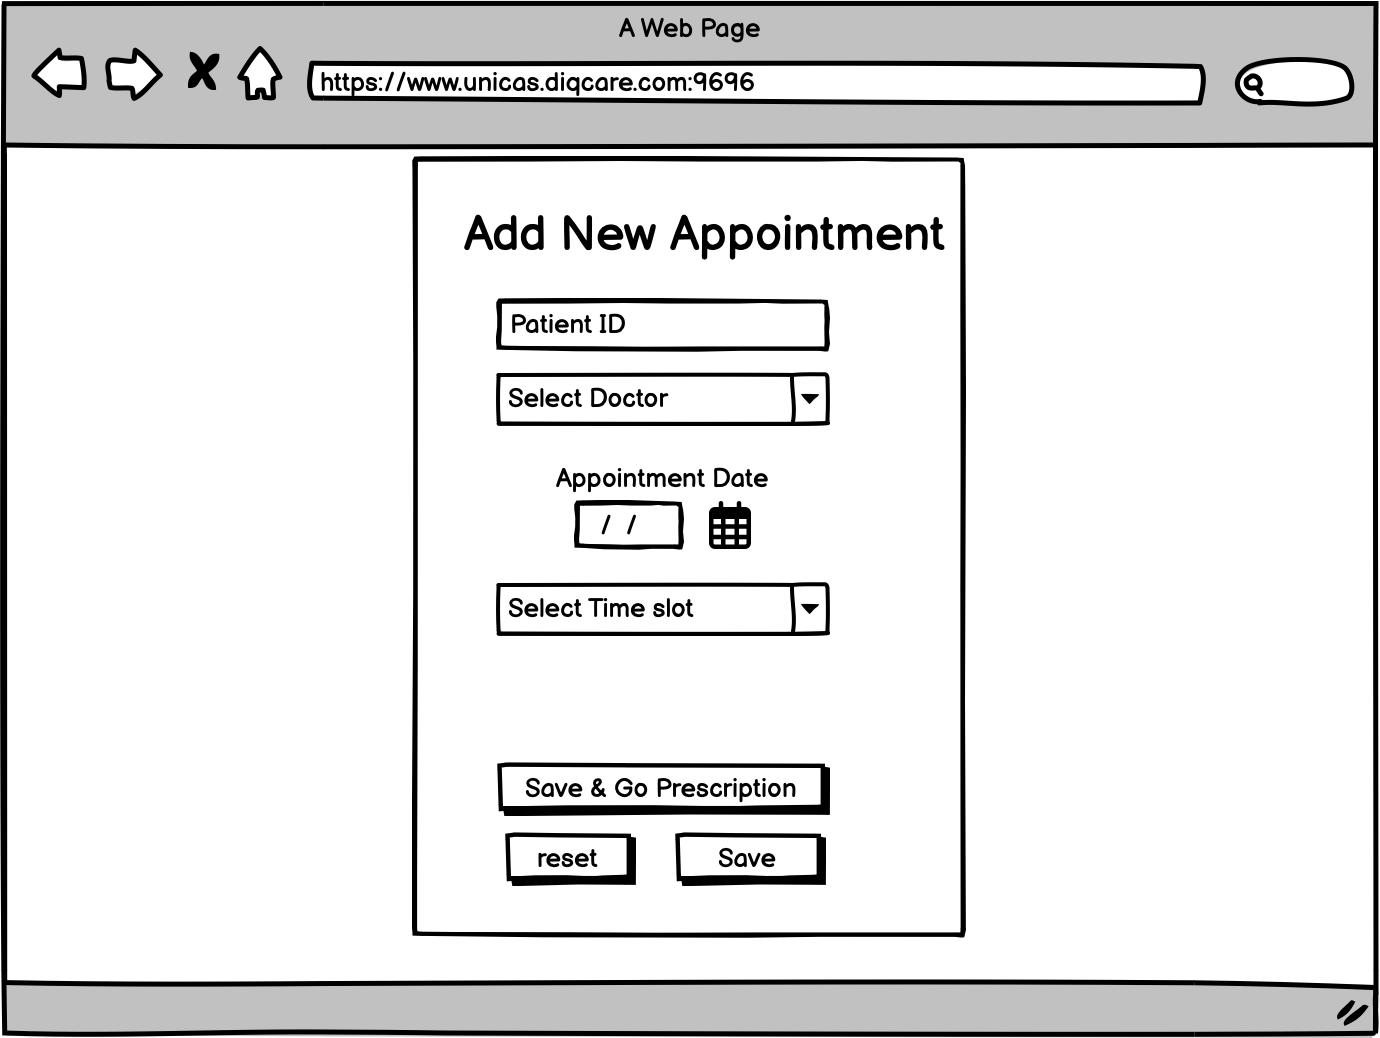 A Web Page
https://www.unicas.diqcare.com:9696
Add New Appointment
Patient ID
Select Doctor
Appointment Date
/ /
Select Time slot
Save & Go Prescription
reset
Save